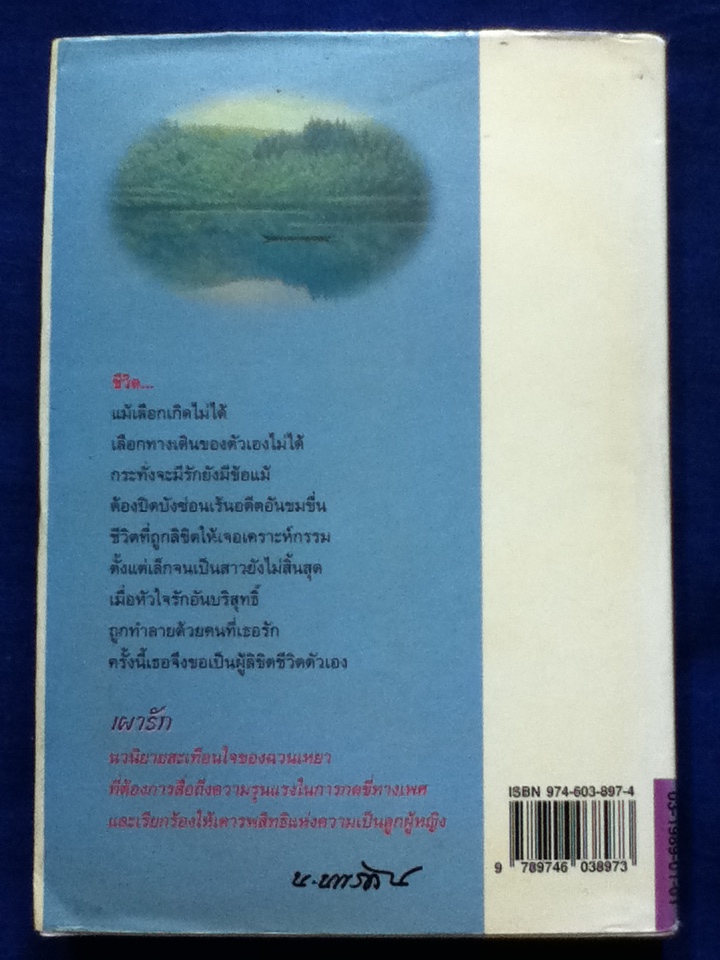 ชีวิต...
แม้เลือกเกิดไม่ได้
เลือกทางเดินของตัวเองไม่ได้
กระทั่งจะมีรักยังมีข้อแม้
ต้องปิดบังซ่อนเร้นอดีตอันขมขื่น
ชีวิตที่ถูกลิขิตให้เจอเคราะห์กรรม
ตั้งแต่เล็กจนเป็นสาวยังไม่สิ้นสุด
เมื่อหัวใจรักอันบริสุทธิ์
ถูกทำลายด้วยคนที่เธอรัก
ครั้งนี้เธอจึงขอเป็นผู้ลิขิตชีวิตตัวเอง
เผารัก
นวนิยายสะเทือนใจของฉวนเหยา
ที่ต้องการสื่อถึงความรุนแรงในการกดขี่ทางเพศ
และเรียกร้องให้เคารพสิทธิแห่งความเป็นลูกผู้หญิง
น.นพรัตน์
ISBN 974-603-897-4
9 789746 038973
03-1989-01-01